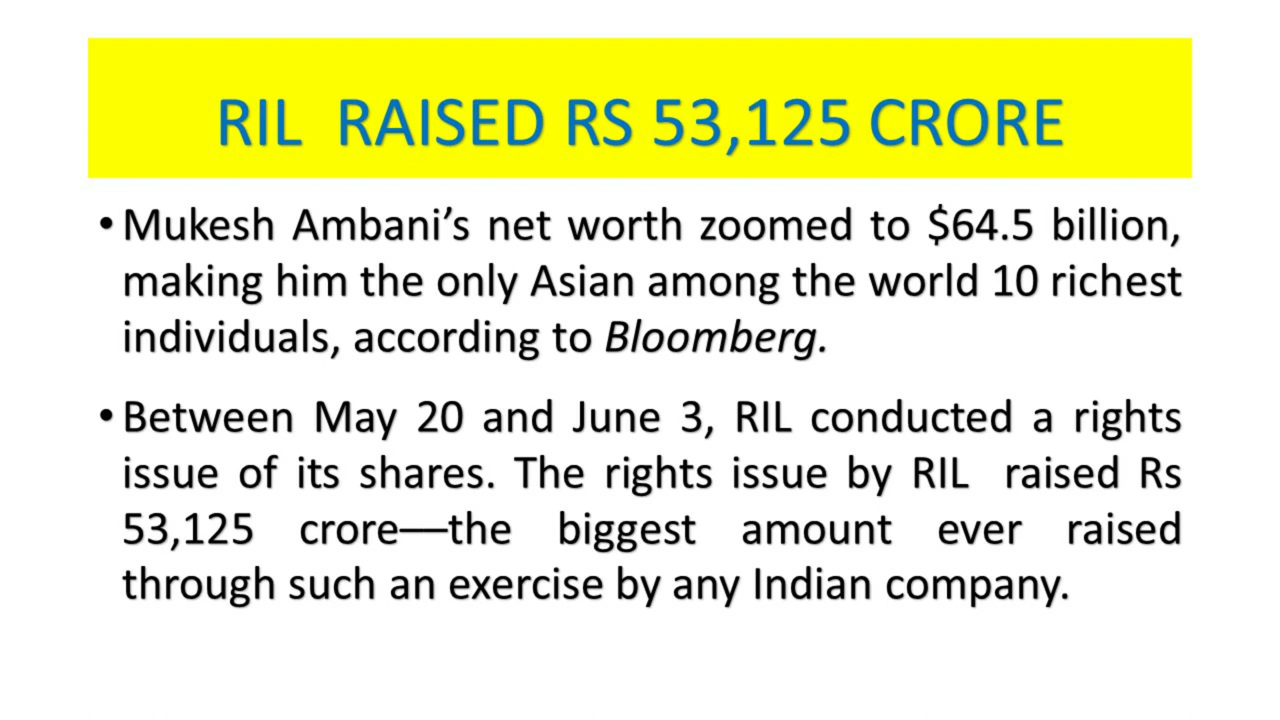 RIL  RAISED RS 53,125 CRORE
• Mukesh Ambani’s net worth zoomed to $64.5 billion,
making him the only Asian among the world 10 richest
individuals, according to Bloomberg.
• Between May 20 and June 3, RIL conducted a rights
issue of its shares. The rights issue by RIL  raised Rs
53,125 crore—the biggest amount ever raised
through such an exercise by any Indian company.